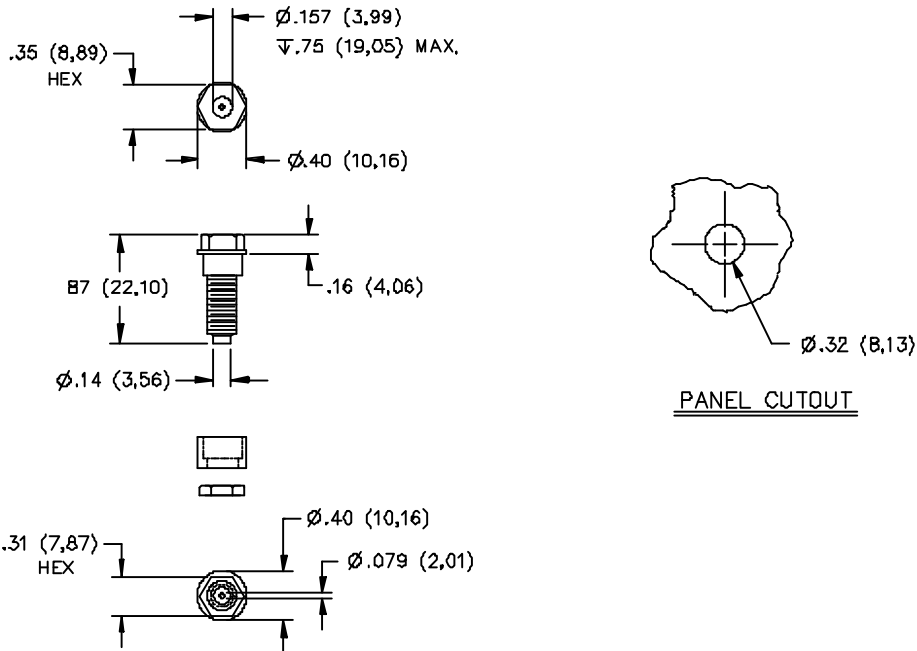 Ø.157 (3,99)
↧.75 (19,05) MAX.
.35 (8,89)
HEX
Ø.40 (10,16)
87 (22,10)
.16 (4,06)
Ø.14 (3,56)
Ø.32 (8,13)
PANEL CUTOUT
Ø.40 (10,16)
.31 (7,87)
HEX
Ø.079 (2,01)